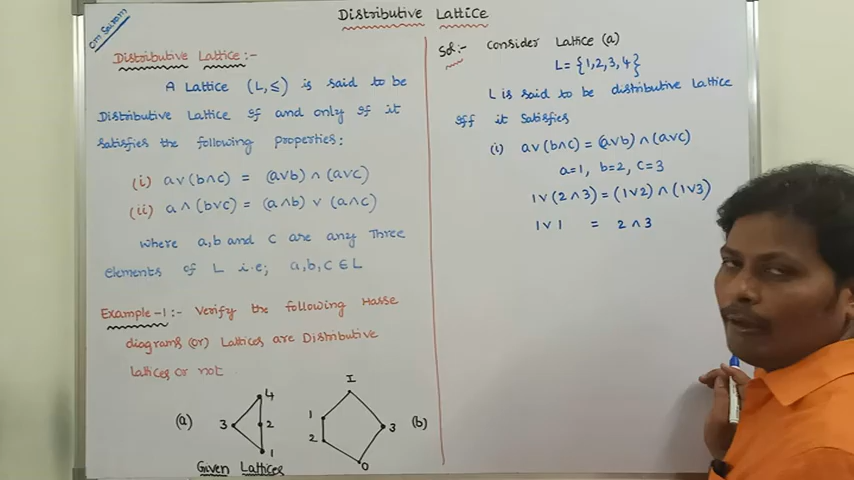 Distributive Lattice
Om Sairam
Distributive Lattice:-
A Lattice (L,≤) is said to be
Distributive Lattice If and only If it
satisfies the following Properties:
(i) a∨(b∧c) = (a∨b)∧(a∨c)
(ii) a∧(b∨c) = (a∧b)∨(a∧c)
where a,b and c are any Three
elements of L i.e; a,b,c∈L
Example-1:- Verify the following Hasse
diagrams (or) Lattices are Distributive
Lattices or not
(a) 4 3 2 1
I 1 2 3 0 (b)
Given Lattices
Sol:- Consider Lattice (a)
L={1,2,3,4}
L is said to be distributive Lattice
Iff it satisfies
(i) a∨(b∧c)=(a∨b)∧(a∨c)
a=1, b=2, c=3
1∨(2∧3)=(1∨2)∧(1∨3)
1∨1 = 2∧3